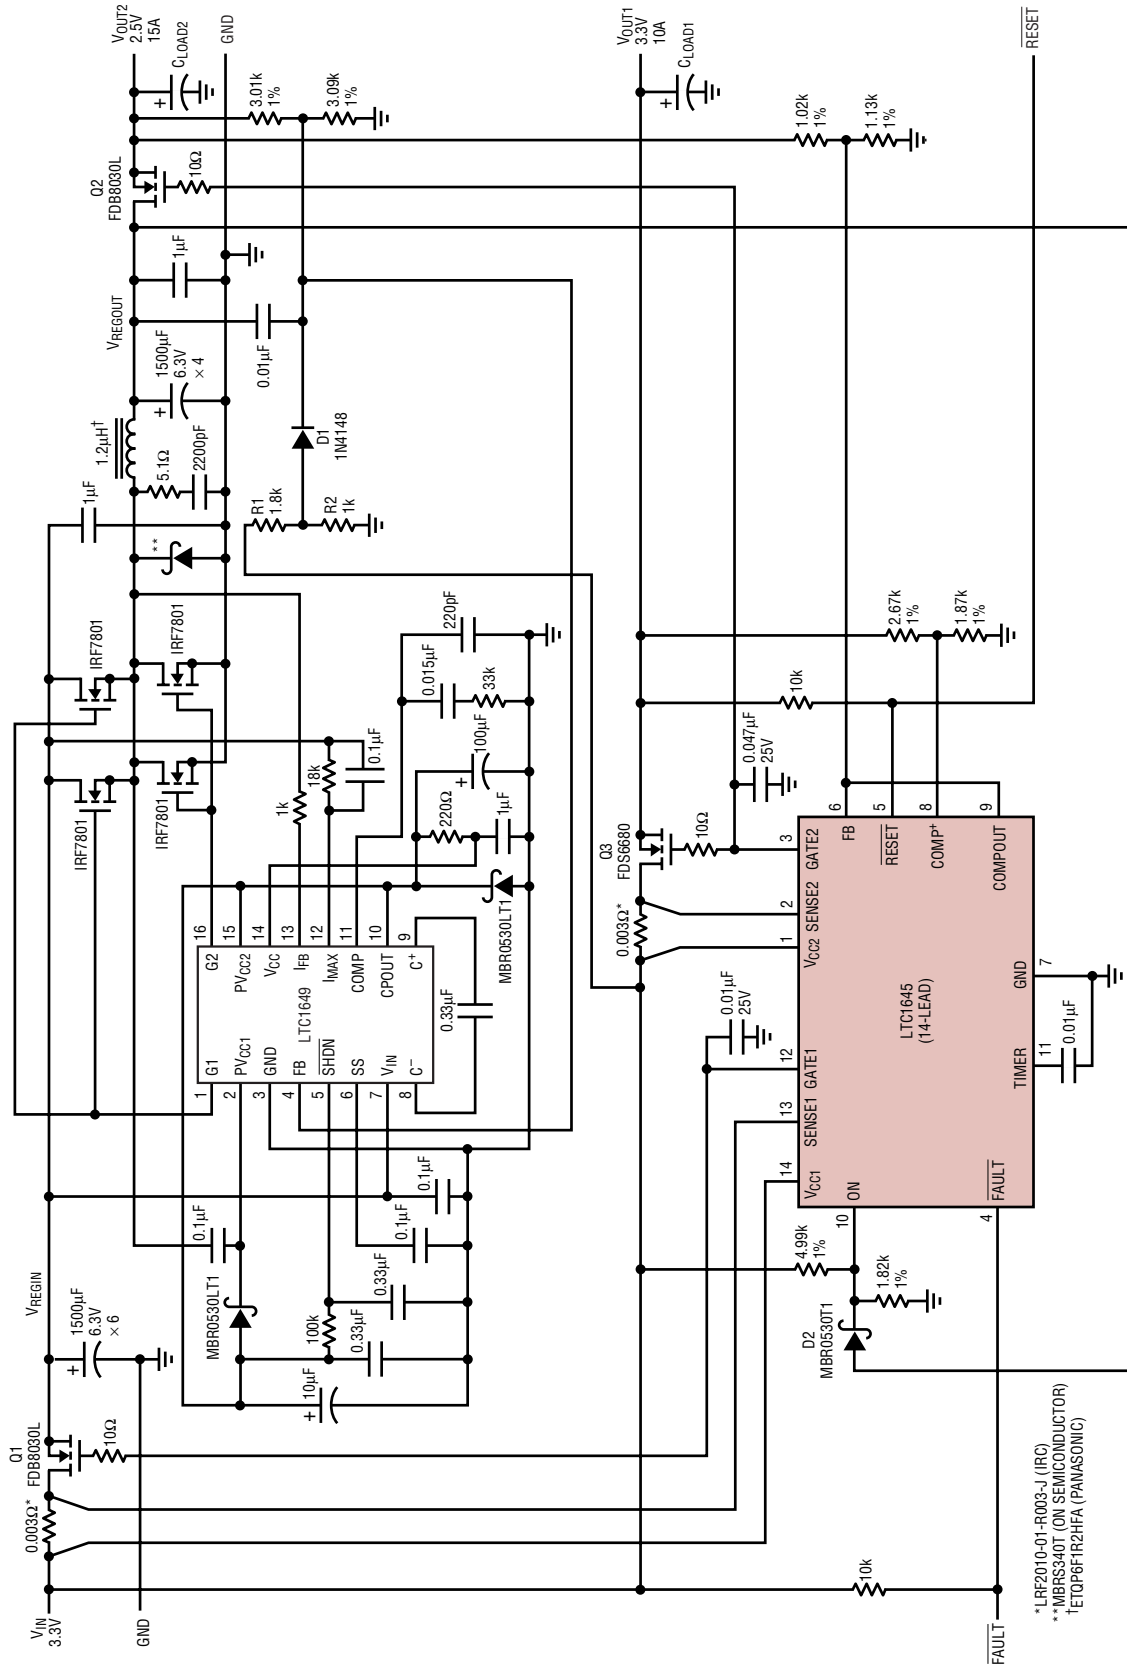 VIN
3.3V
GND
0.003Ω*
Q1
FDB8030L
10Ω
+
1500µF
6.3V
× 6
VREGIN
IRF7801
IRF7801
IRF7801
IRF7801
**
1µF
5.1Ω
2200pF
1.2µH†
+
1500µF
6.3V
× 4
VREGOUT
1µF
Q2
FDB8030L
10Ω
+
CLOAD2
VOUT2
2.5V
15A
GND
0.01µF
3.01k
1%
3.09k
1%
R1
1.8k
R2
1k
D1
1N4148
0.1µF
MBR0530LT1
+
10µF
100k
0.33µF
0.33µF
0.1µF
0.1µF
LTC1649
1
G1
2
PVCC1
3
GND
4
FB
5
SHDN
6
SS
7
VIN
8
C–
16
G2
15
PVCC2
14
VCC
13
IFB
12
IMAX
11
COMP
10
CPOUT
9
C+
0.33µF
MBR0530LT1
1k
18k
0.1µF
220Ω
1µF
+
100µF
0.015µF
33k
220pF
0.003Ω*
Q3
FDS6680
10Ω
0.01µF
25V
0.047µF
25V
10k
2.67k
1%
1.87k
1%
1.02k
1%
1.13k
1%
+
CLOAD1
VOUT1
3.3V
10A
RESET
LTC1645
(14-LEAD)
14
VCC1
13
SENSE1
12
GATE1
1
VCC2
2
SENSE2
3
GATE2
10
ON
4
FAULT
11
TIMER
7
GND
6
FB
5
RESET
8
COMP+
9
COMPOUT
0.01µF
4.99k
1%
1.82k
1%
D2
MBR0530T1
10k
FAULT
*LRF2010-01-R003-J (IRC)
**MBRS340T (ON SEMICONDUCTOR)
†ETQP6F1R2HFA (PANASONIC)